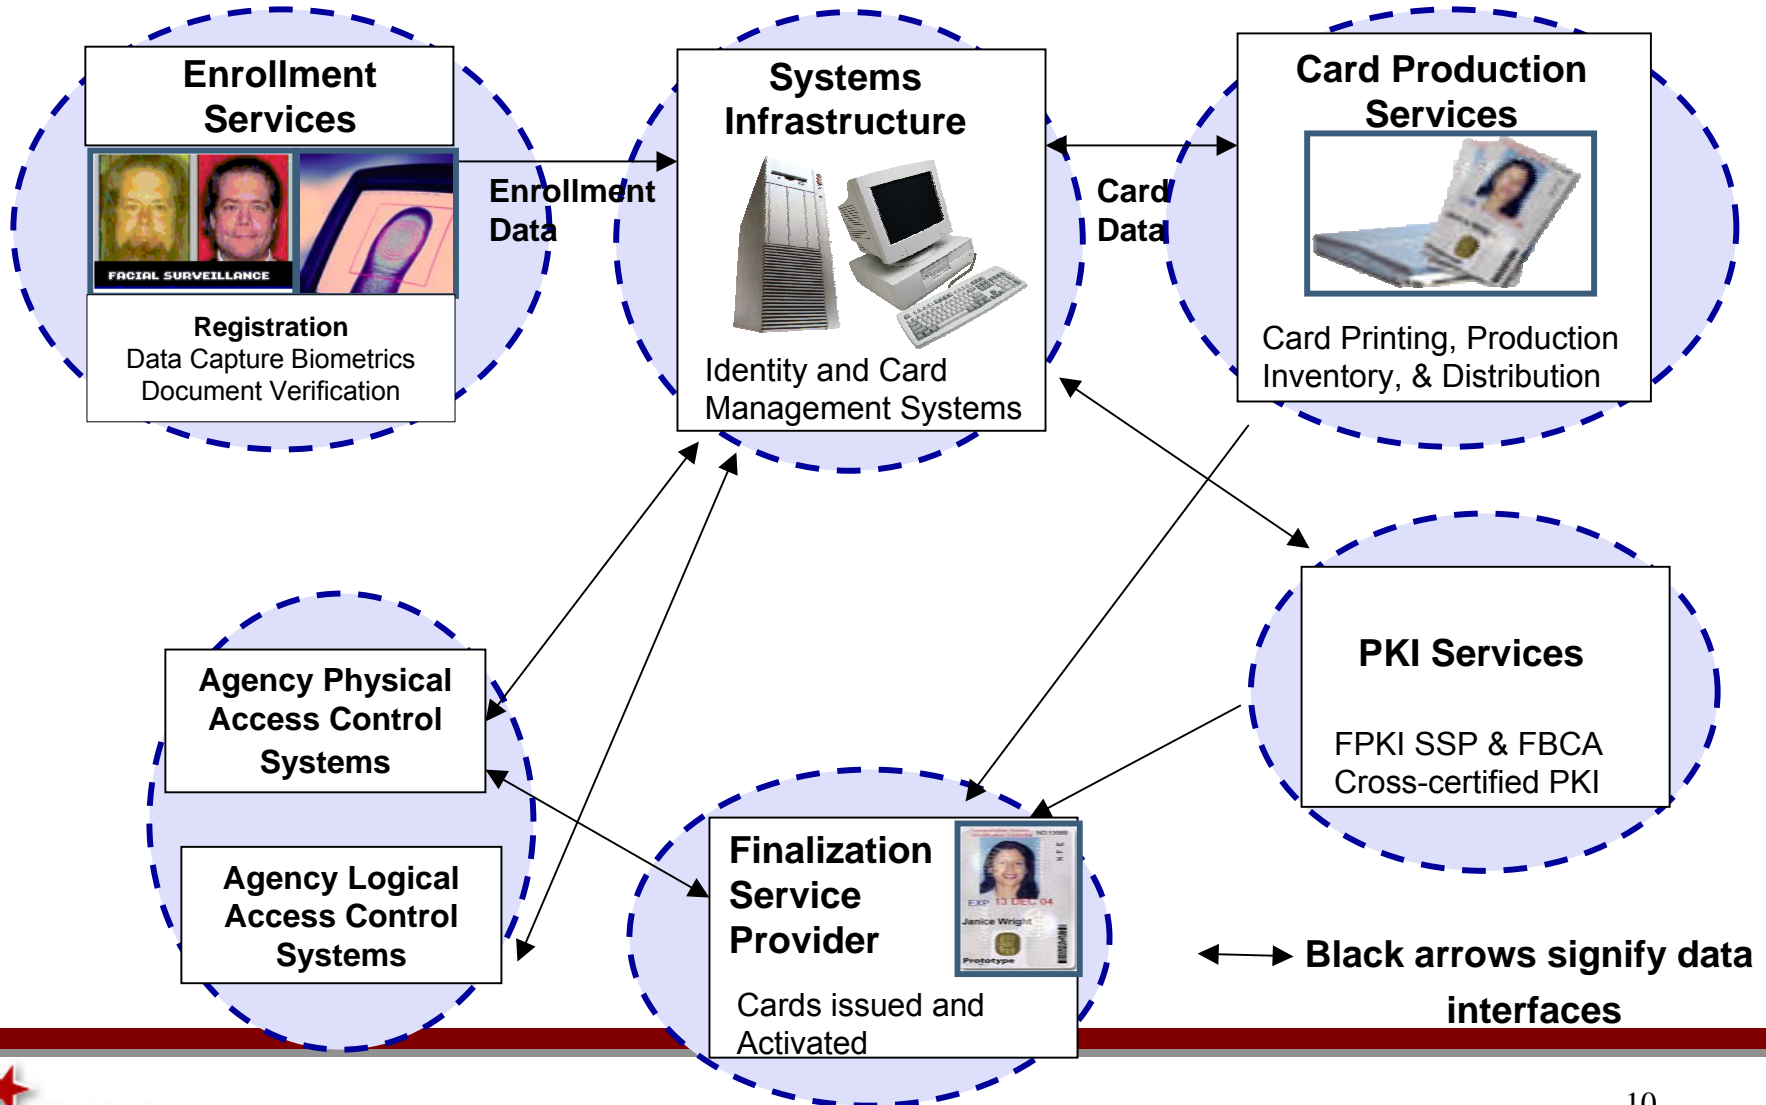 Enrollment
Services
FACIAL SURVEILLANCE
Registration
Data Capture Biometrics
Document Verification
Enrollment
Data
Systems
Infrastructure
Identity and Card
Management Systems
Card
Data
Card Production
Services
Card Printing, Production
Inventory, & Distribution
Agency Physical
Access Control
Systems
Agency Logical
Access Control
Systems
Finalization
Service
Provider
EXP 13 DEC 04
Janice Wright
Prototype
Cards issued and
Activated
PKI Services
FPKI SSP & FBCA
Cross-certified PKI
Black arrows signify data
interfaces
10